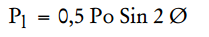 P₁ = 0,5 Po Sin 2 Ø